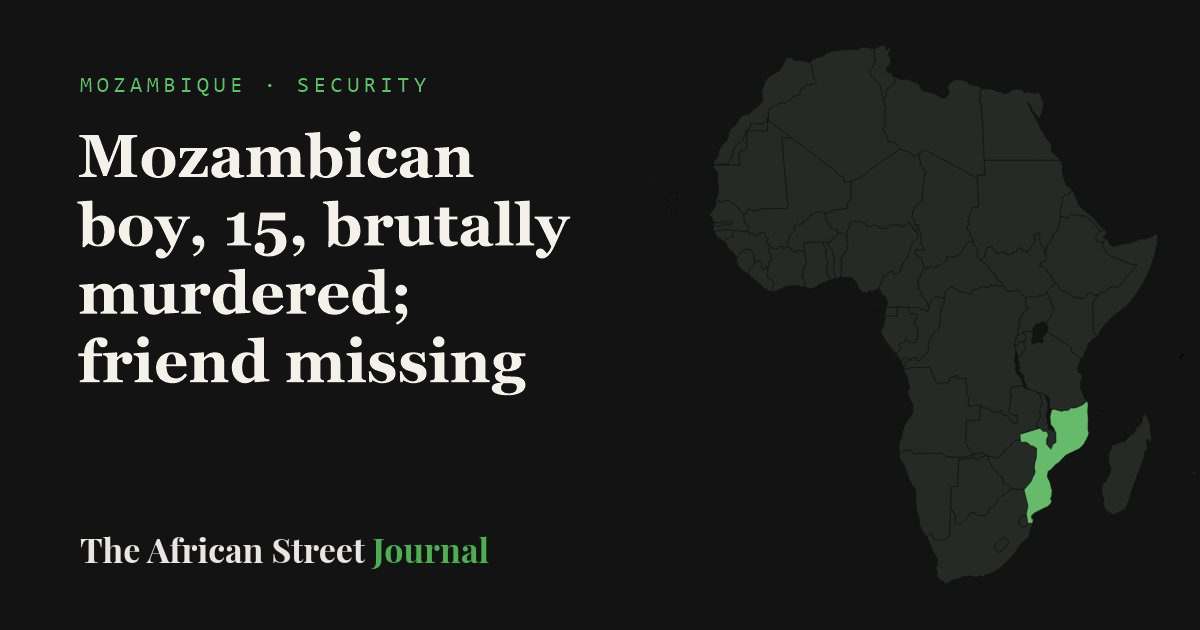 MOZAMBIQUE · SECURITY
Mozambican
boy, 15, brutally
murdered;
friend missing
The African Street Journal